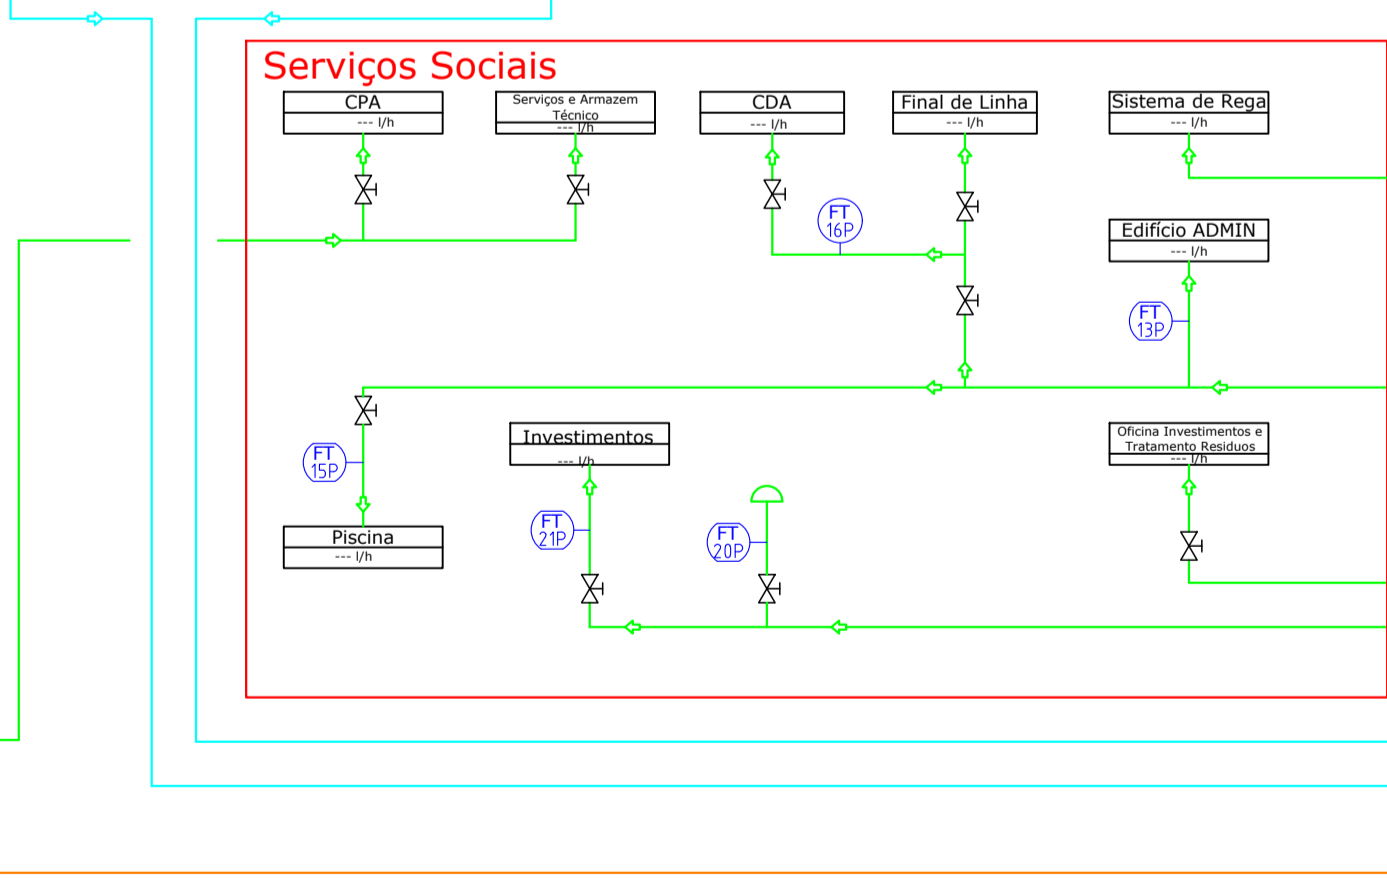 Serviços Sociais
CPA
--- l/h
Serviços e Armazem
Técnico
--- l/h
CDA
--- l/h
Final de Linha
--- l/h
Sistema de Rega
--- l/h
FT
16P
Edifício ADMIN
--- l/h
FT
13P
FT
15P
Piscina
--- l/h
Investimentos
--- l/h
FT
21P
FT
20P
Oficina Investimentos e
Tratamento Residuos
--- l/h